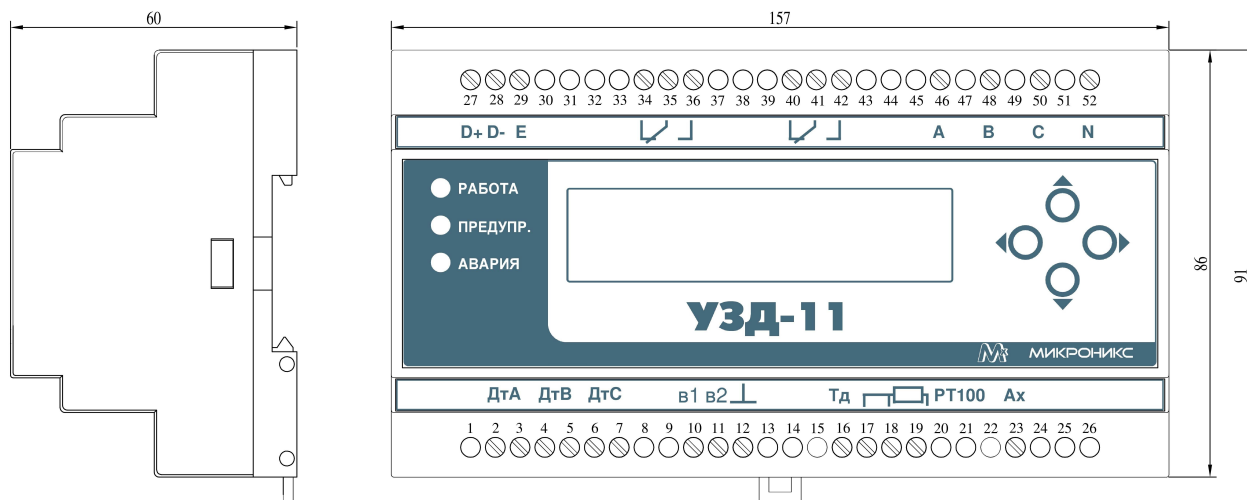 60
157
27 28 29 30 31 32 33 34 35 36 37 38 39 40 41 42 43 44 45 46 47 48 49 50 51 52
D+ D- E A B C N
РАБОТА
ПРЕДУПР.
АВАРИЯ
УЗД-11
МИКРОНИКС
86
91
ДтА ДтВ ДтС в1 в2 Тд РТ100 Ах
1 2 3 4 5 6 7 8 9 10 11 12 13 14 15 16 17 18 19 20 21 22 23 24 25 26